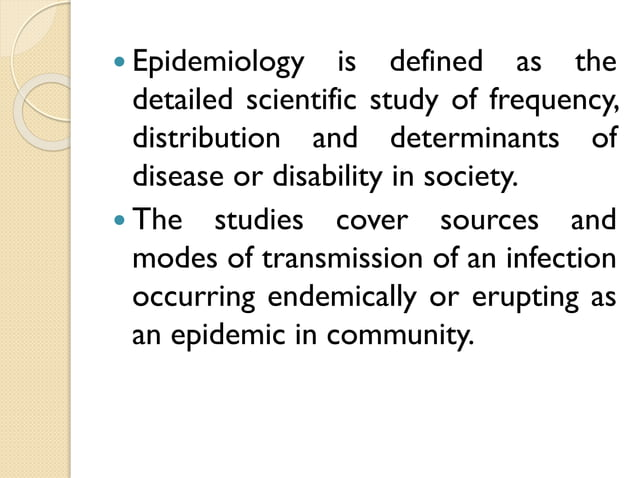 • Epidemiology is defined as the
detailed scientific study of frequency,
distribution and determinants of
disease or disability in society.
• The studies cover sources and
modes of transmission of an infection
occurring endemically or erupting as
an epidemic in community.